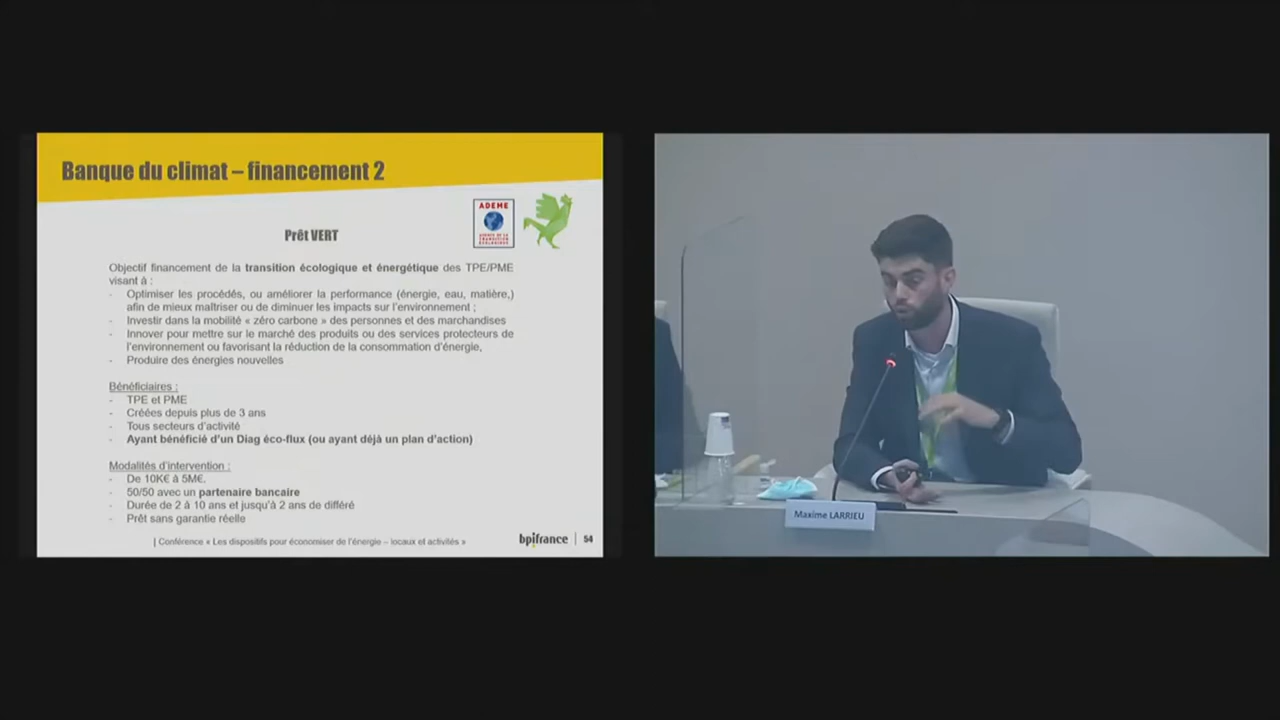 Banque du climat – financement 2
ADEME
AGENCE DE LA
TRANSITION
ÉCOLOGIQUE
Prêt VERT
Objectif financement de la transition écologique et énergétique des TPE/PME
visant à :
- Optimiser les procédés, ou améliorer la performance (énergie, eau, matière,)
afin de mieux maîtriser ou de diminuer les impacts sur l'environnement ;
- Investir dans la mobilité « zéro carbone » des personnes et des marchandises
- Innover pour mettre sur le marché des produits ou des services protecteurs de
l'environnement ou favorisant la réduction de la consommation d'énergie,
- Produire des énergies nouvelles
Bénéficiaires :
- TPE et PME
- Créées depuis plus de 3 ans
- Tous secteurs d'activité
- Ayant bénéficié d'un Diag éco-flux (ou ayant déjà un plan d'action)
Modalités d'intervention :
- De 10K€ à 5M€.
- 50/50 avec un partenaire bancaire
- Durée de 2 à 10 ans et jusqu'à 2 ans de différé
- Prêt sans garantie réelle
| Conférence « Les dispositifs pour économiser de l'énergie – locaux et activités »
bpifrance | 54
Maxime LARRIEU